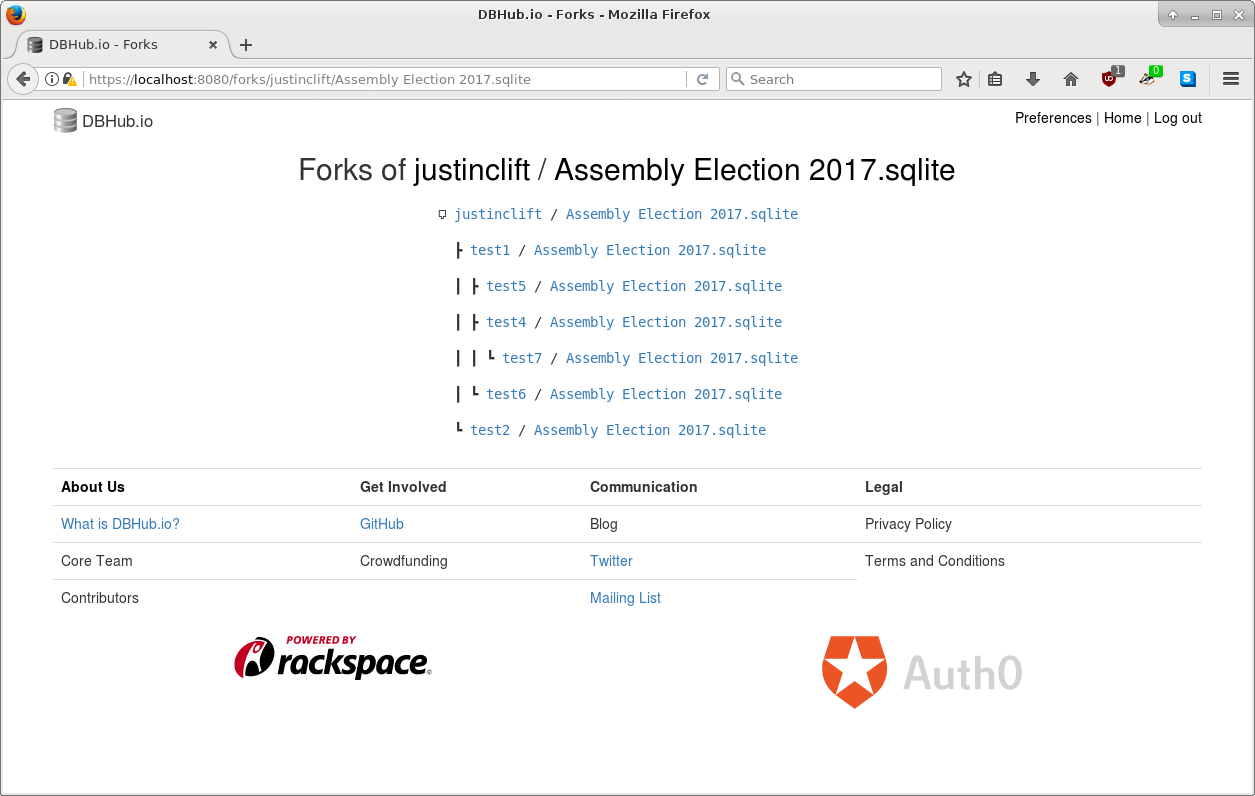 DBHub.io - Forks - Mozilla Firefox
DBHub.io - Forks
https://localhost:8080/forks/justinclift/Assembly Election 2017.sqlite
Search
1
0
DBHub.io
Preferences | Home | Log out
Forks of justinclift / Assembly Election 2017.sqlite
justinclift / Assembly Election 2017.sqlite
┣ test1 / Assembly Election 2017.sqlite
┃ ┣ test5 / Assembly Election 2017.sqlite
┃ ┣ test4 / Assembly Election 2017.sqlite
┃ ┃ ┗ test7 / Assembly Election 2017.sqlite
┃ ┗ test6 / Assembly Election 2017.sqlite
┗ test2 / Assembly Election 2017.sqlite
About Us Get Involved Communication Legal
What is DBHub.io? GitHub Blog Privacy Policy
Core Team Crowdfunding Twitter Terms and Conditions
Contributors Mailing List
POWERED BY
rackspace®
Auth0